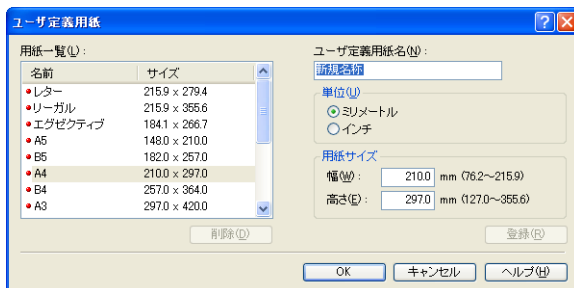 ユーザ定義用紙
用紙一覧(L):
名前 サイズ
レター 215.9 x 279.4
リーガル 215.9 x 355.6
エグゼクティブ 184.1 x 266.7
A5 148.0 x 210.0
B5 182.0 x 257.0
A4 210.0 x 297.0
B4 257.0 x 364.0
A3 297.0 x 420.0
削除(D)
ユーザ定義用紙名(N):
新規名称
単位(U)
ミリメートル
インチ
用紙サイズ
幅(W): 210.0 mm (76.2～215.9)
高さ(E): 297.0 mm (127.0～355.6)
登録(R)
OK キャンセル ヘルプ(H)